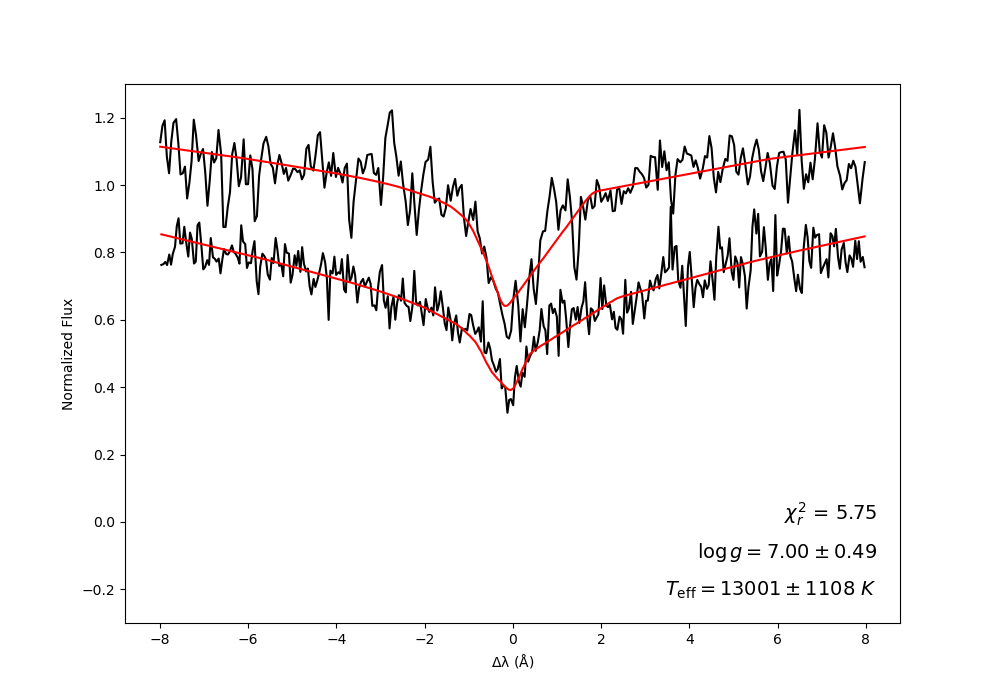 1.2
1.0
0.8
0.6
0.4
0.2
0.0
−0.2
Normalized Flux
χ²ᵣ = 5.75
log g = 7.00 ± 0.49
T_eff = 13001 ± 1108 K
−8 −6 −4 −2 0 2 4 6 8
Δλ (Å)